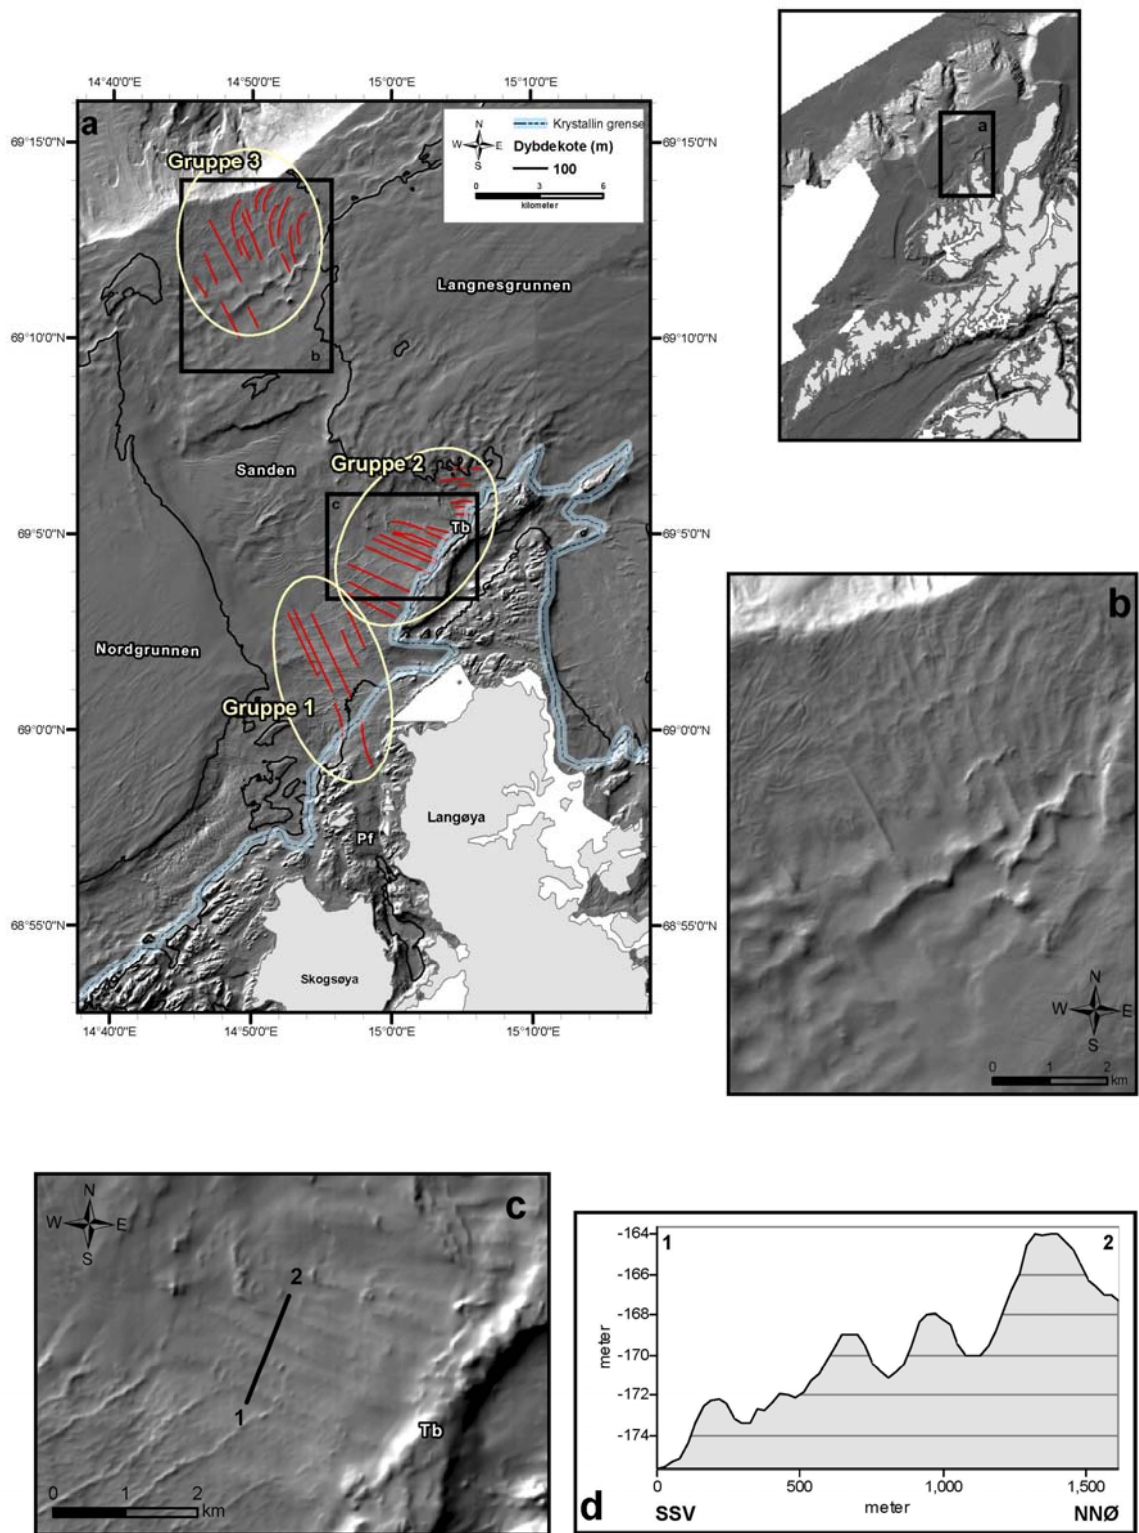 14°40'0"E 14°50'0"E 15°0'0"E 15°10'0"E
a
N
W E
S
Krystallin grense
Dybdekote (m)
100
0 3 6
kilometer
69°15'0"N
69°15'0"N
Gruppe 3
Langnesgrunnen
69°10'0"N
69°10'0"N
b
Sanden
Gruppe 2
c
Tb
69°5'0"N
69°5'0"N
Nordgrunnen
Gruppe 1
69°0'0"N
69°0'0"N
Langøya
Pf
68°55'0"N
68°55'0"N
Skogsøya
14°40'0"E 14°50'0"E 15°0'0"E 15°10'0"E
a
b
N
W E
S
0 1 2
km
c
N
W E
S
2
1
Tb
0 1 2
km
1 2
-164
-166
-168
-170
-172
-174
meter
0 500 1,000 1,500
meter
SSV NNØ
d